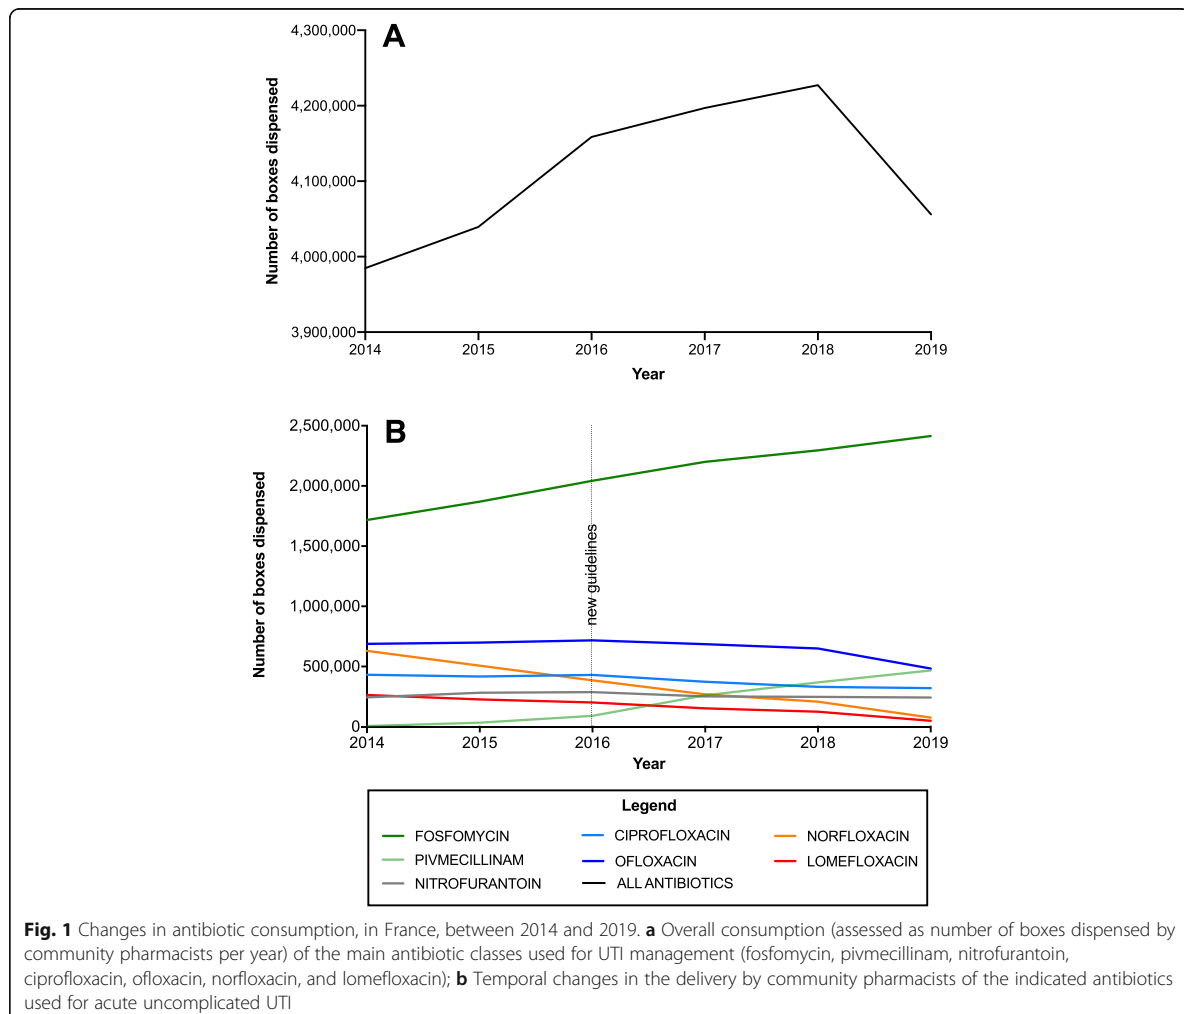 A
4,300,000
4,200,000
4,100,000
4,000,000
3,900,000
Number of boxes dispensed
2014 2015 2016 2017 2018 2019
Year
B
2,500,000
2,000,000
1,500,000
1,000,000
500,000
0
Number of boxes dispensed
new guidelines
2014 2015 2016 2017 2018 2019
Year
Legend
FOSFOMYCIN CIPROFLOXACIN NORFLOXACIN
PIVMECILLINAM OFLOXACIN LOMEFLOXACIN
NITROFURANTOIN ALL ANTIBIOTICS
Fig. 1 Changes in antibiotic consumption, in France, between 2014 and 2019. a Overall consumption (assessed as number of boxes dispensed by
community pharmacists per year) of the main antibiotic classes used for UTI management (fosfomycin, pivmecillinam, nitrofurantoin,
ciprofloxacin, ofloxacin, norfloxacin, and lomefloxacin); b Temporal changes in the delivery by community pharmacists of the indicated antibiotics
used for acute uncomplicated UTI